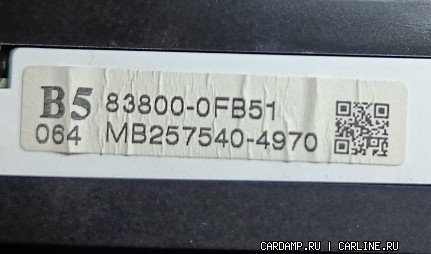 B5 83800-0FB51
064 MB257540-4970
CARDAMP.RU | CARLINE.RU